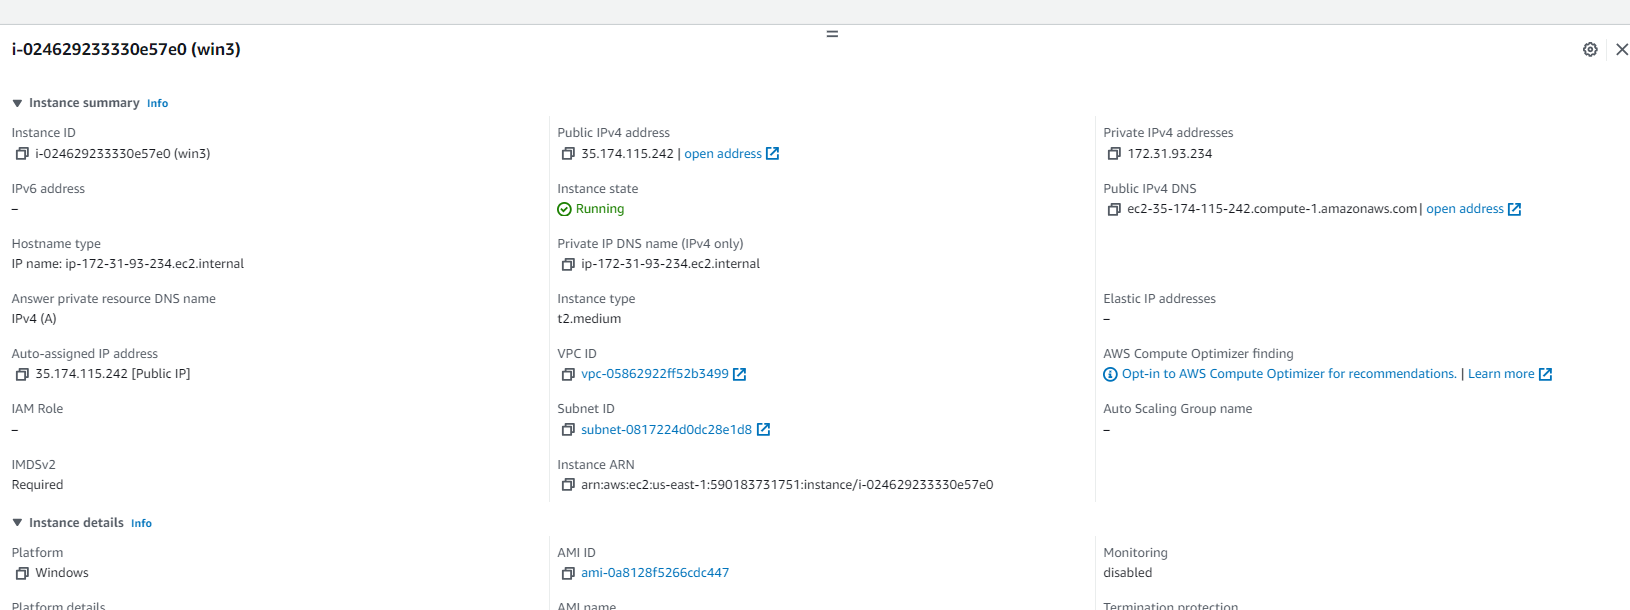 i-024629233330e57e0 (win3)
Instance summary Info
Instance ID
i-024629233330e57e0 (win3)
Public IPv4 address
35.174.115.242 | open address
Private IPv4 addresses
172.31.93.234
IPv6 address
–
Instance state
Running
Public IPv4 DNS
ec2-35-174-115-242.compute-1.amazonaws.com | open address
Hostname type
IP name: ip-172-31-93-234.ec2.internal
Private IP DNS name (IPv4 only)
ip-172-31-93-234.ec2.internal
Answer private resource DNS name
IPv4 (A)
Instance type
t2.medium
Elastic IP addresses
–
Auto-assigned IP address
35.174.115.242 [Public IP]
VPC ID
vpc-05862922ff52b3499
AWS Compute Optimizer finding
Opt-in to AWS Compute Optimizer for recommendations. | Learn more
IAM Role
–
Subnet ID
subnet-0817224d0dc28e1d8
Auto Scaling Group name
–
IMDSv2
Required
Instance ARN
arn:aws:ec2:us-east-1:590183731751:instance/i-024629233330e57e0
Instance details Info
Platform
Windows
AMI ID
ami-0a8128f5266cdc447
Monitoring
disabled
Platform details
AMI name
Termination protection